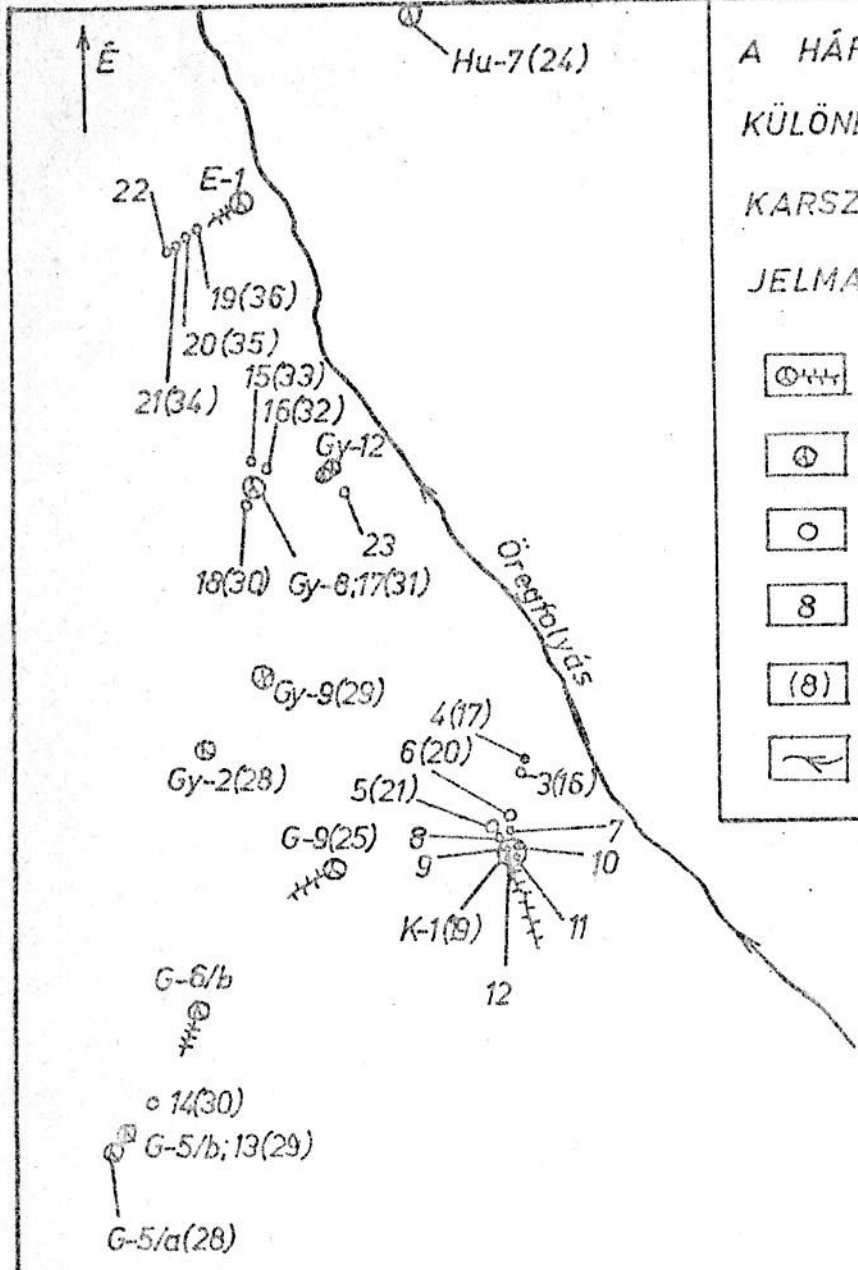 É
Hu-7(24)
E-1
22
19(36)
20(35)
21(34)
15(33)
16(32)
Gy-12
23
18(30)
Gy-8;17(31)
Öregfolyás
Gy-9(29)
Gy-2(28)
4(17)
3(16)
6(20)
5(21)
7
8
9
10
G-9(25)
K-1(19)
11
12
G-6/b
14(30)
G-5/b;13(29)
G-5/a(28)
A HÁR
KÜLÖN
KARSZ
JELMA
8
(8)